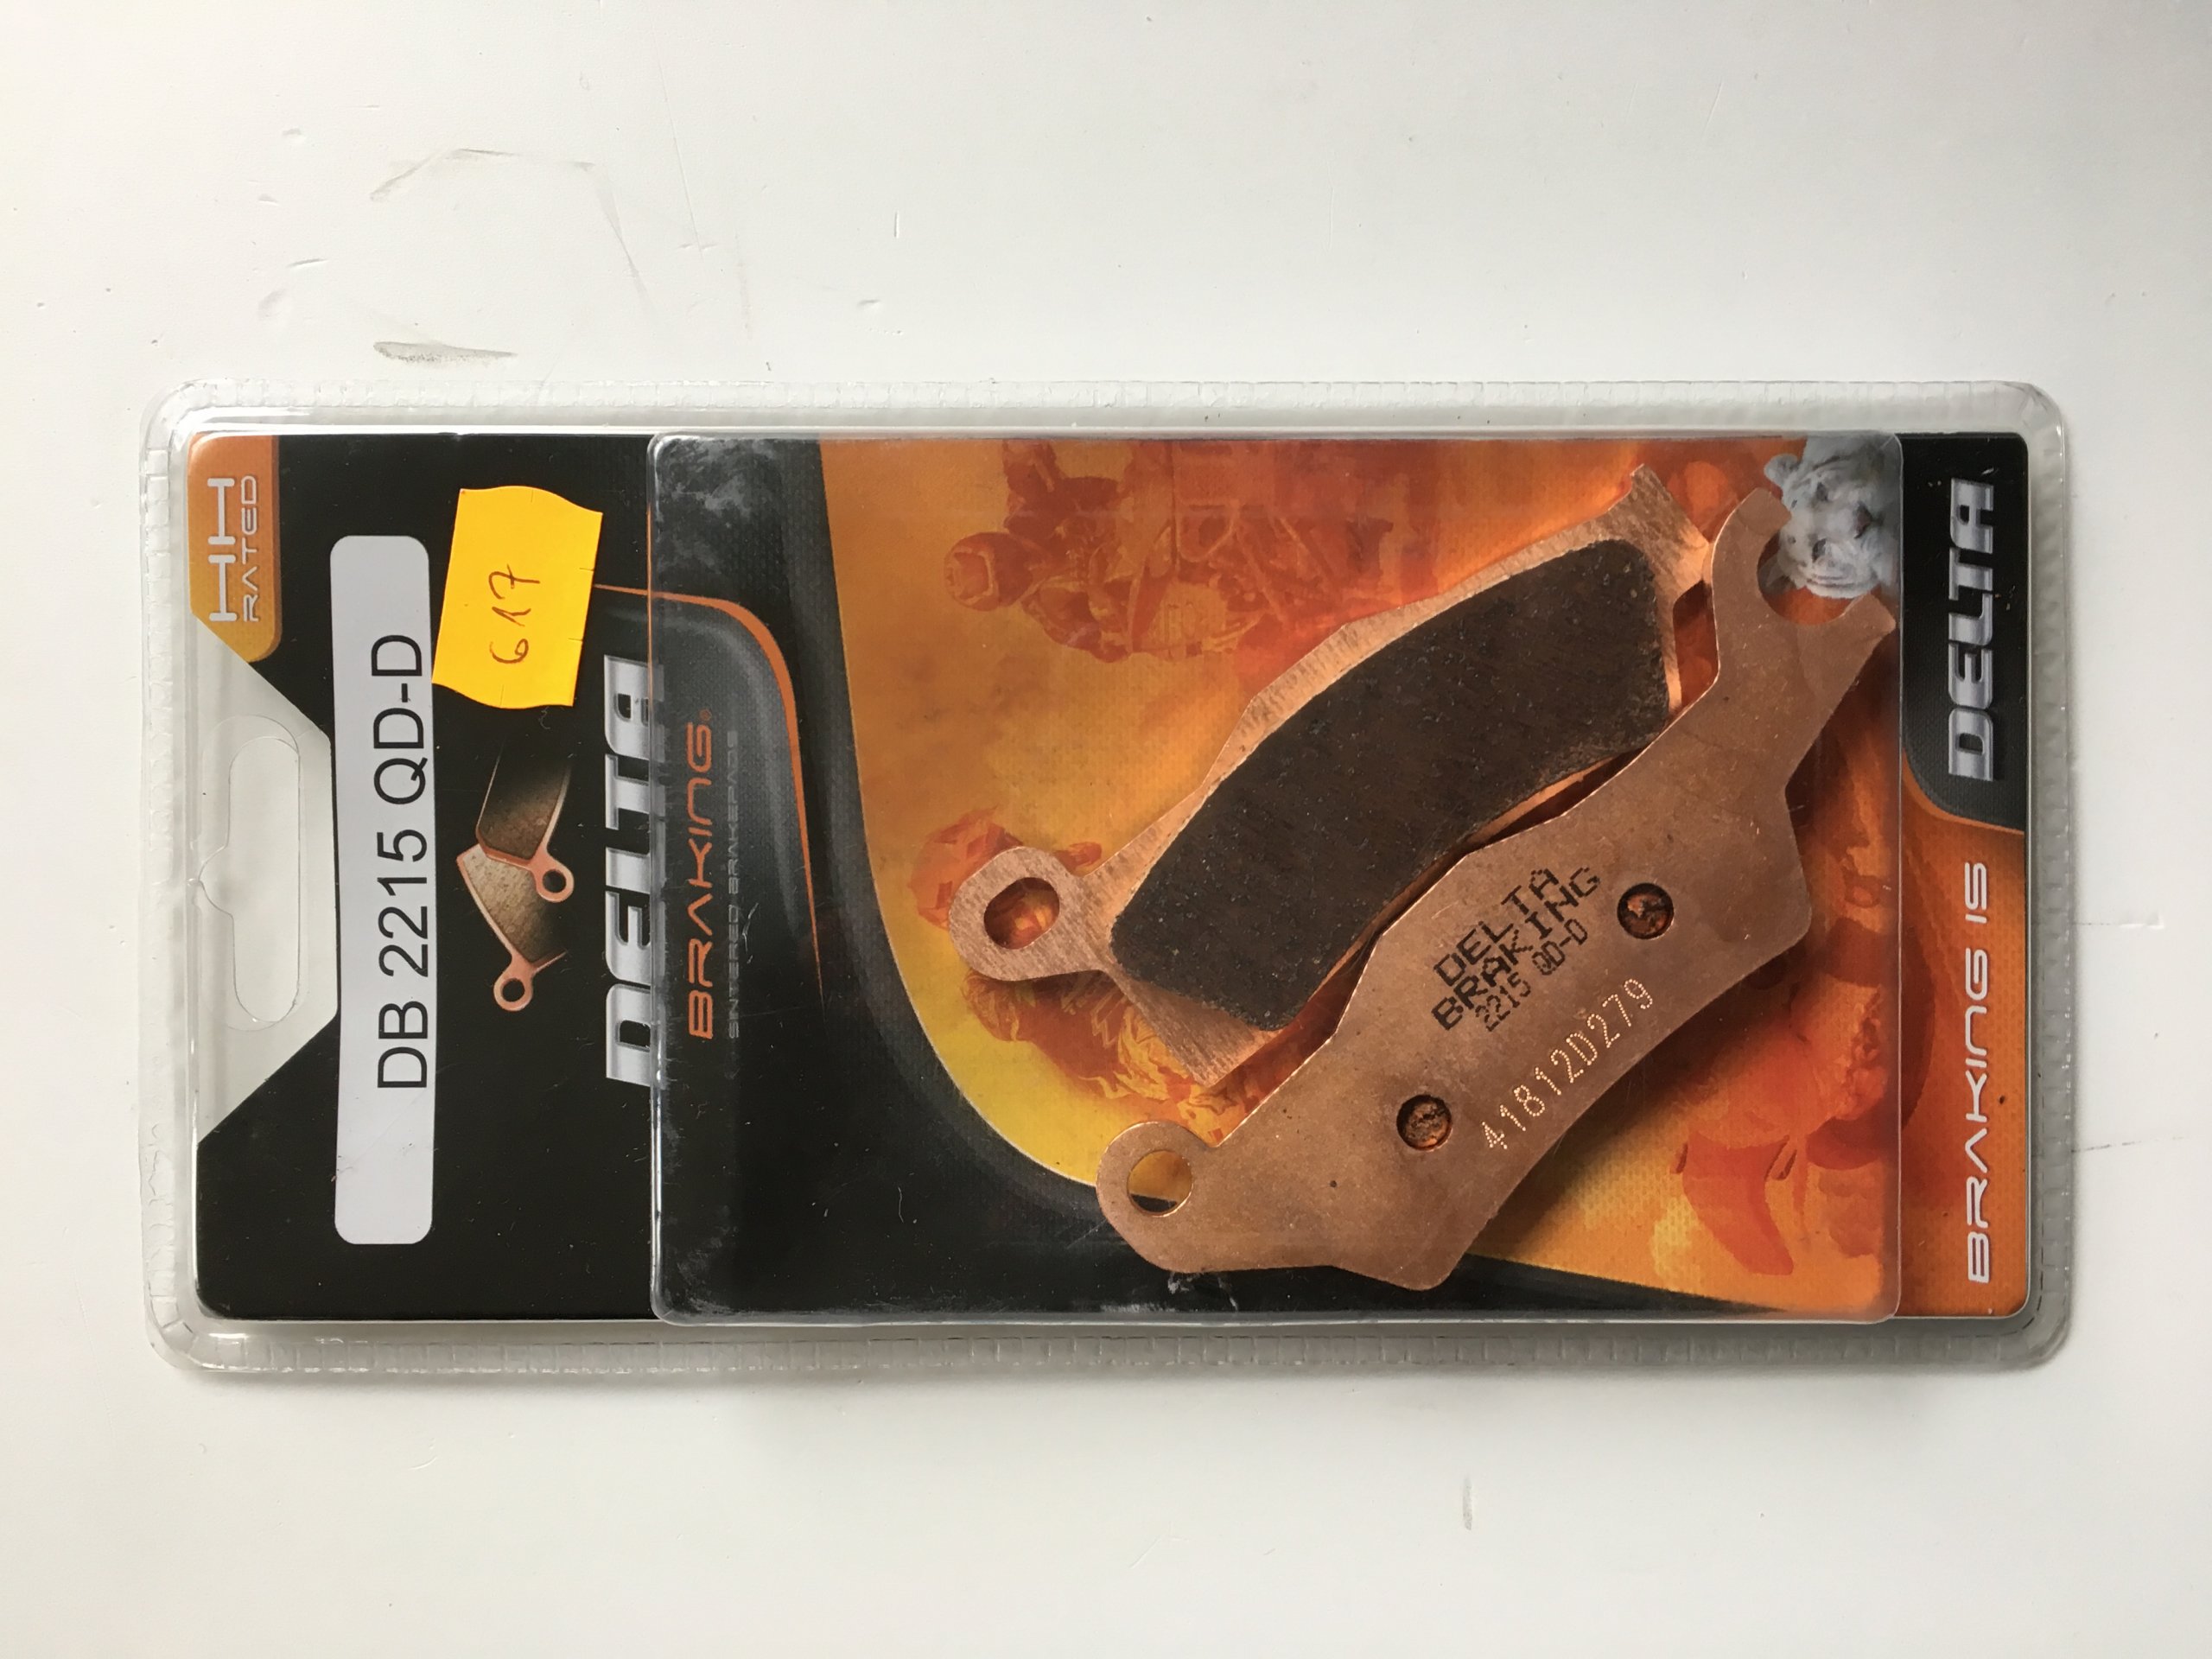 HH
RATED
DB 2215 QD-D
617
DELTA
BRAKING®
SINTERED BRAKEPADS
DELTA
BRAKING
2215 QD-D
41812D279
DELTA
BRAKING IS